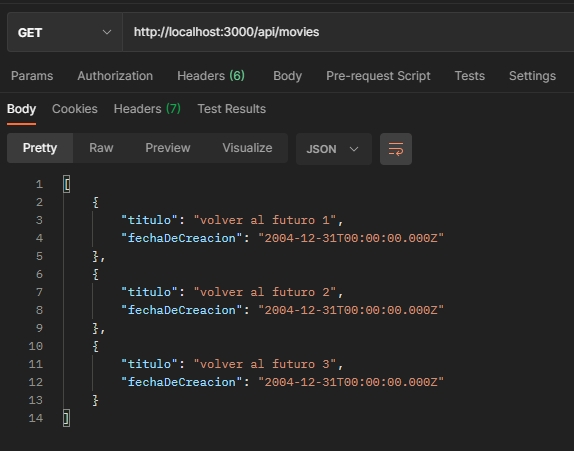 GET http://localhost:3000/api/movies
Params Authorization Headers (6) Body Pre-request Script Tests Settings
Body Cookies Headers (7) Test Results
Pretty Raw Preview Visualize JSON
1 [
2 {
3 "titulo": "volver al futuro 1",
4 "fechaDeCreacion": "2004-12-31T00:00:00.000Z"
5 },
6 {
7 "titulo": "volver al futuro 2",
8 "fechaDeCreacion": "2004-12-31T00:00:00.000Z"
9 },
10 {
11 "titulo": "volver al futuro 3",
12 "fechaDeCreacion": "2004-12-31T00:00:00.000Z"
13 }
14 ]